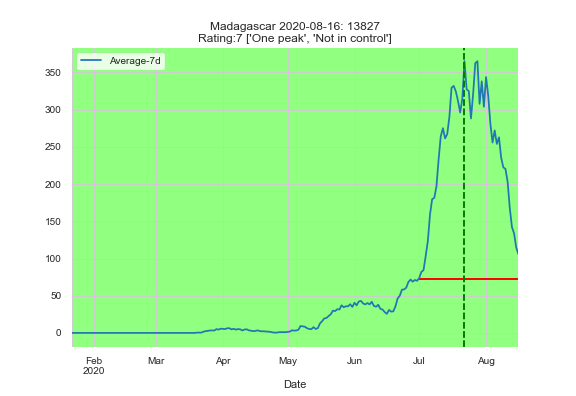 Madagascar 2020-08-16: 13827
Rating:7 ['One peak', 'Not in control']
Average-7d
350
300
250
200
150
100
50
0
Feb
2020
Mar
Apr
May
Jun
Jul
Aug
Date